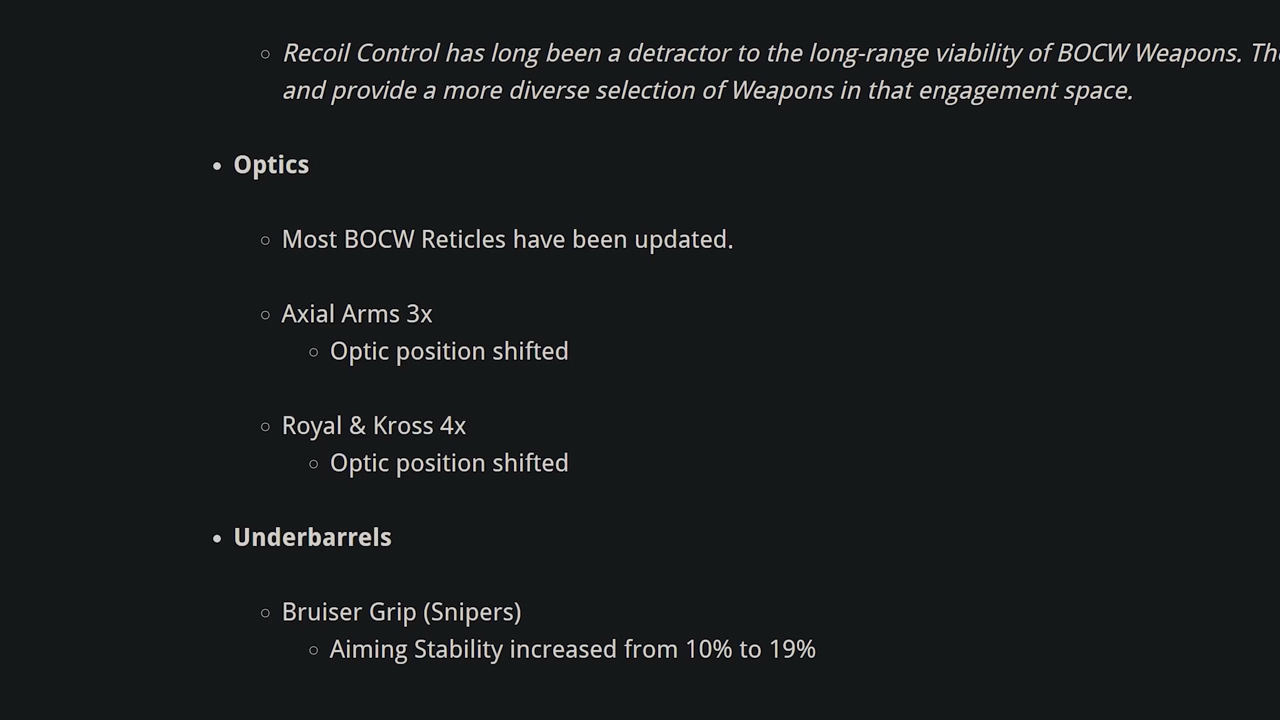 Recoil Control has long been a detractor to the long-range viability of BOCW Weapons.
and provide a more diverse selection of Weapons in that engagement space.
Optics
Most BOCW Reticles have been updated.
Axial Arms 3x
Optic position shifted
Royal & Kross 4x
Optic position shifted
Underbarrels
Bruiser Grip (Snipers)
Aiming Stability increased from 10% to 19%